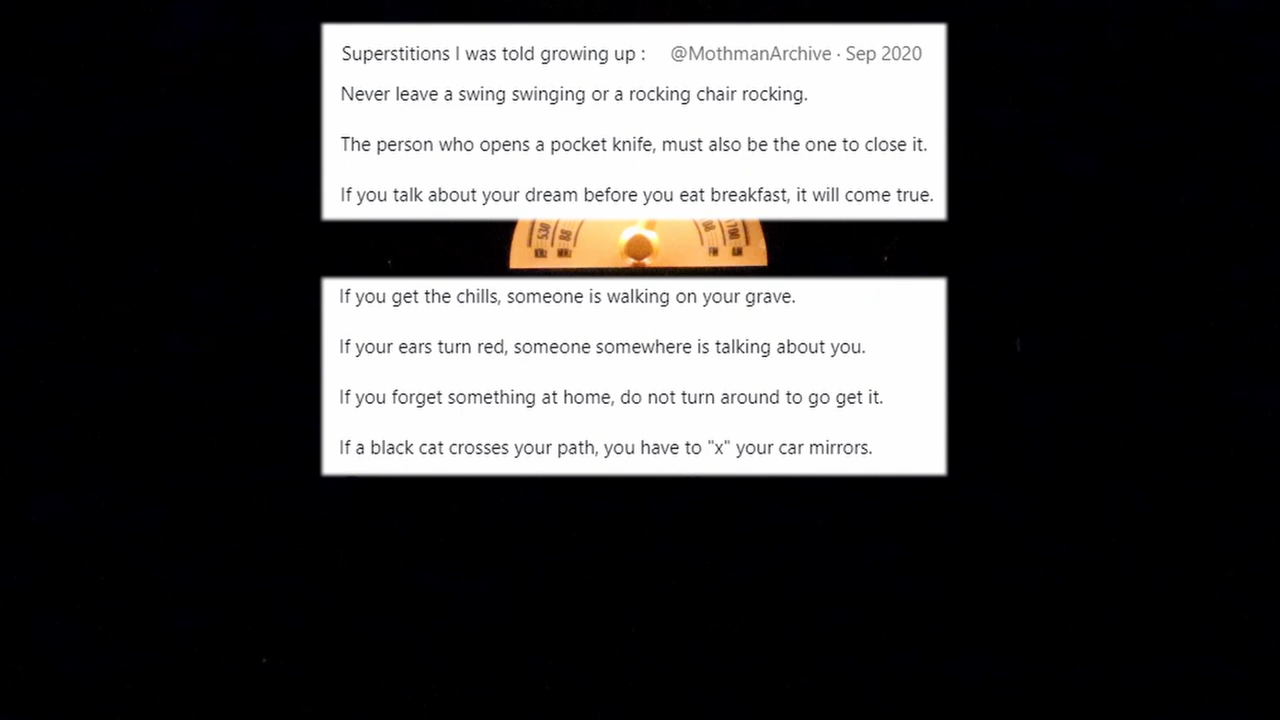 Superstitions I was told growing up : @MothmanArchive · Sep 2020
Never leave a swing swinging or a rocking chair rocking.
The person who opens a pocket knife, must also be the one to close it.
If you talk about your dream before you eat breakfast, it will come true.
530 88 108 1700
If you get the chills, someone is walking on your grave.
If your ears turn red, someone somewhere is talking about you.
If you forget something at home, do not turn around to go get it.
If a black cat crosses your path, you have to "x" your car mirrors.